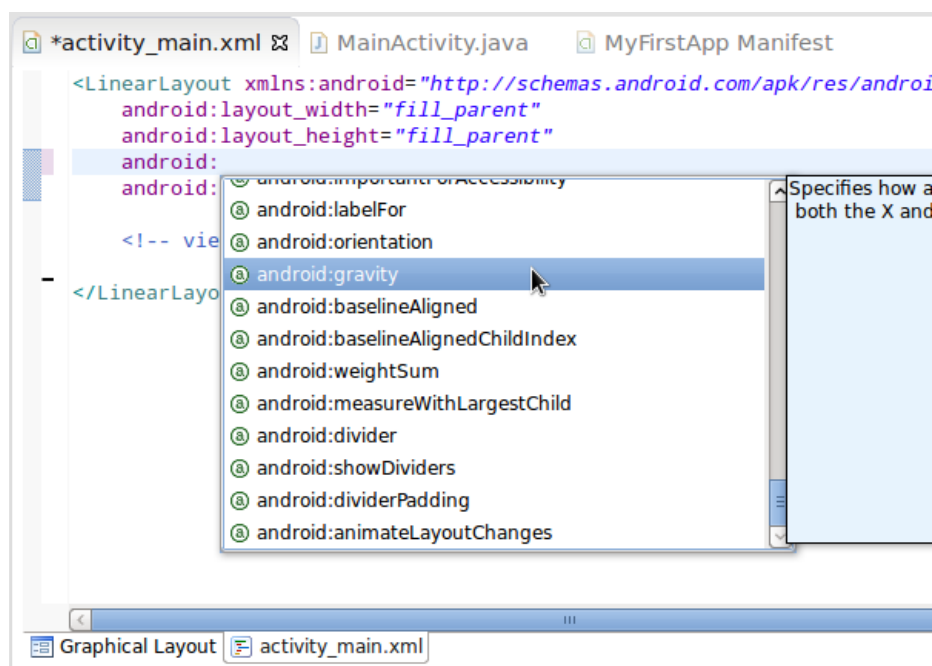 *activity_main.xml MainActivity.java MyFirstApp Manifest
<LinearLayout xmlns:android="http://schemas.android.com/apk/res/androi
android:layout_width="fill_parent"
android:layout_height="fill_parent"
android:
android:
<!-- vie
</LinearLayo
android:importantForAccessibility
android:labelFor
android:orientation
android:gravity
android:baselineAligned
android:baselineAlignedChildIndex
android:weightSum
android:measureWithLargestChild
android:divider
android:showDividers
android:dividerPadding
android:animateLayoutChanges
Specifies how a
both the X and
Graphical Layout activity_main.xml